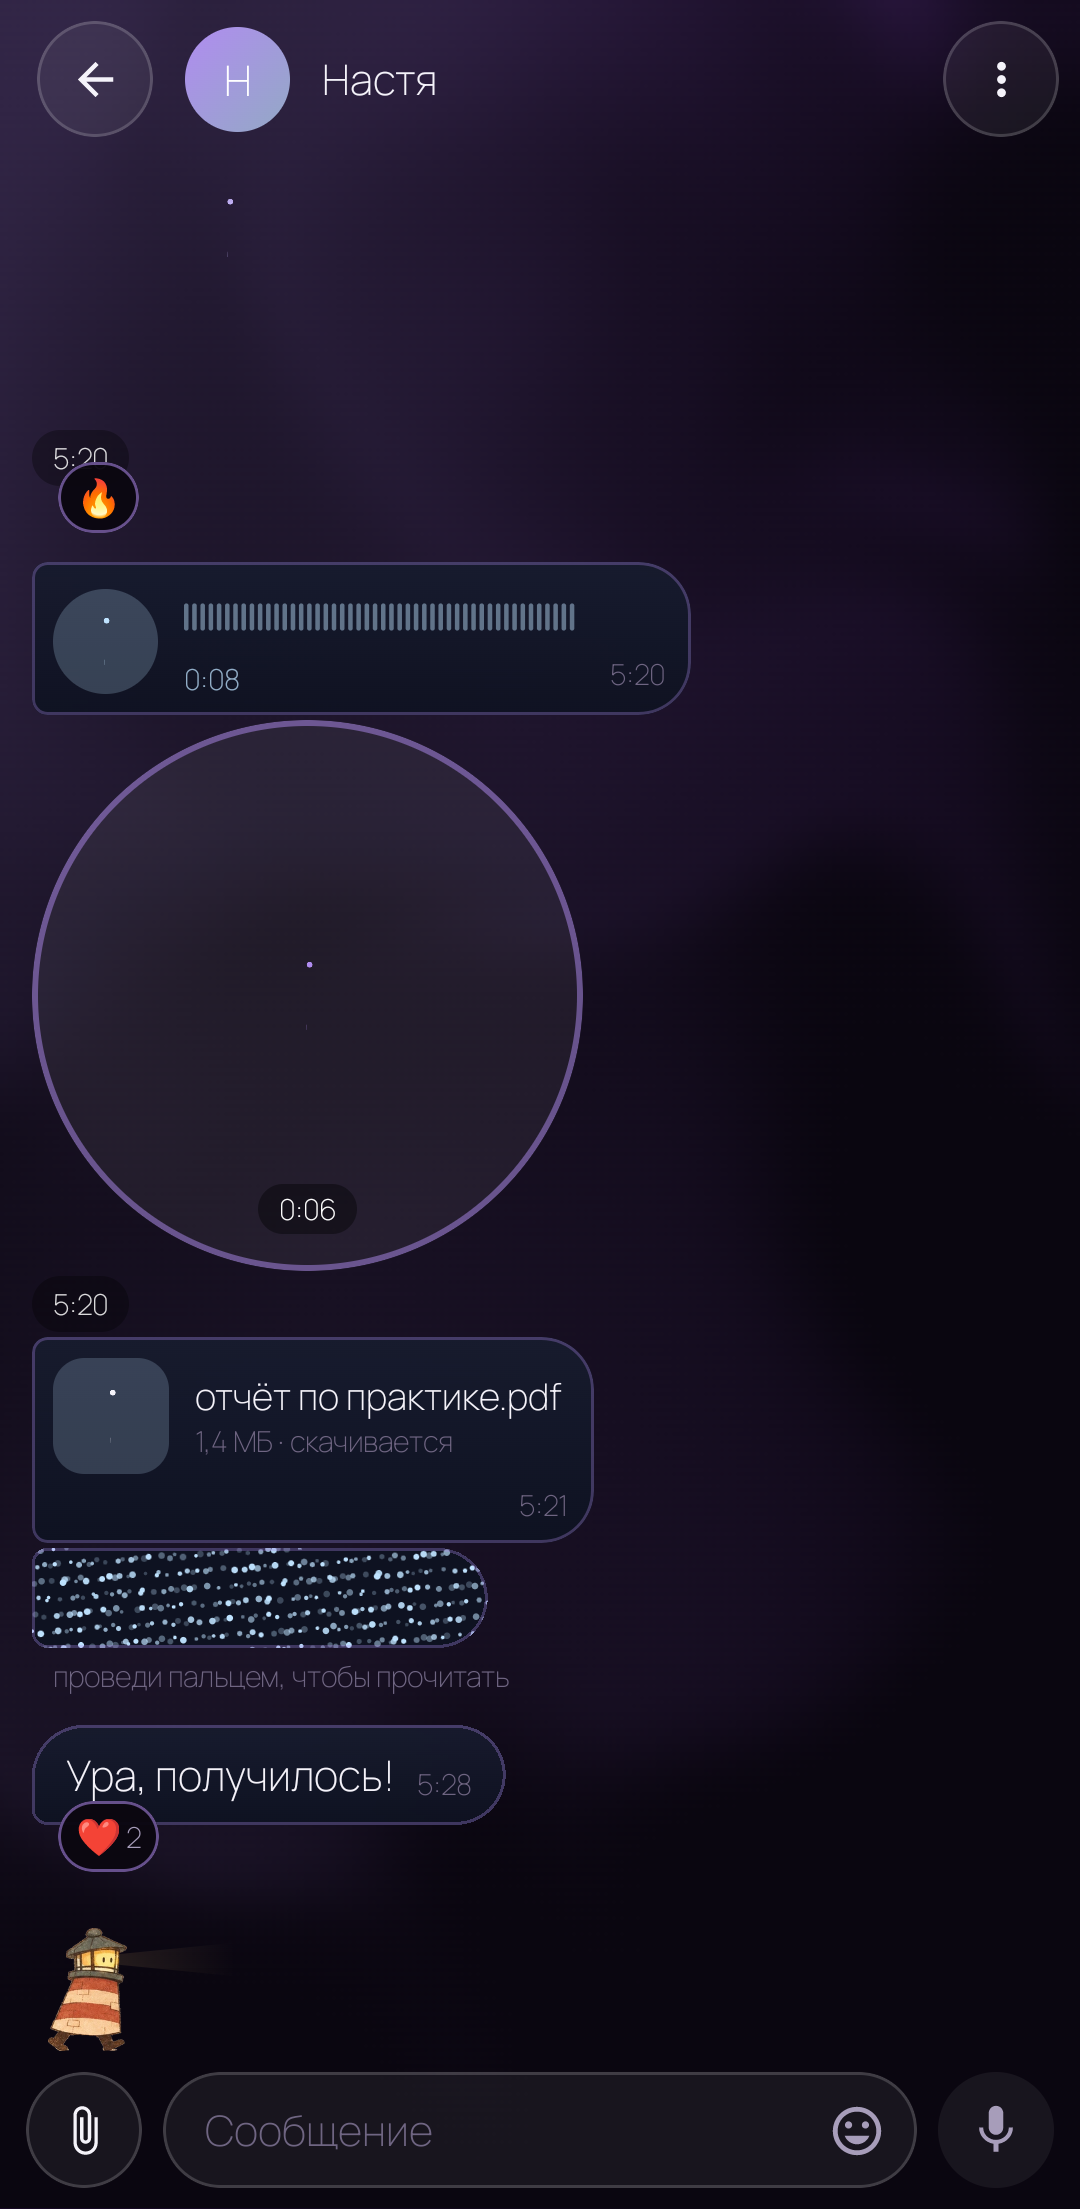 Н Настя
5:20
🔥
0:08 5:20
0:06
5:20
отчёт по практике.pdf
1,4 МБ · скачивается
5:21
проведи пальцем, чтобы прочитать
Ура, получилось! 5:28
❤️ 2
Сообщение